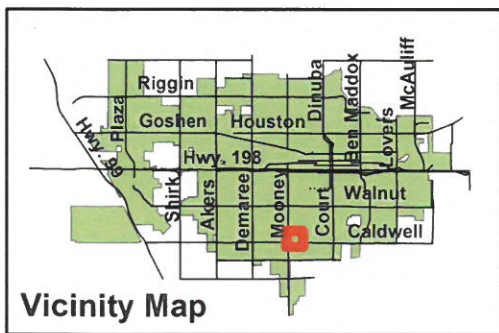 Riggin
Goshen
Houston
Hwy. 198
Walnut
Caldwell
Hwy. 99
Plaza
Shirk
Akers
Demaree
Mooney
Court
Dinuba
Ben Maddox
Lovers
McAuliff
Vicinity Map